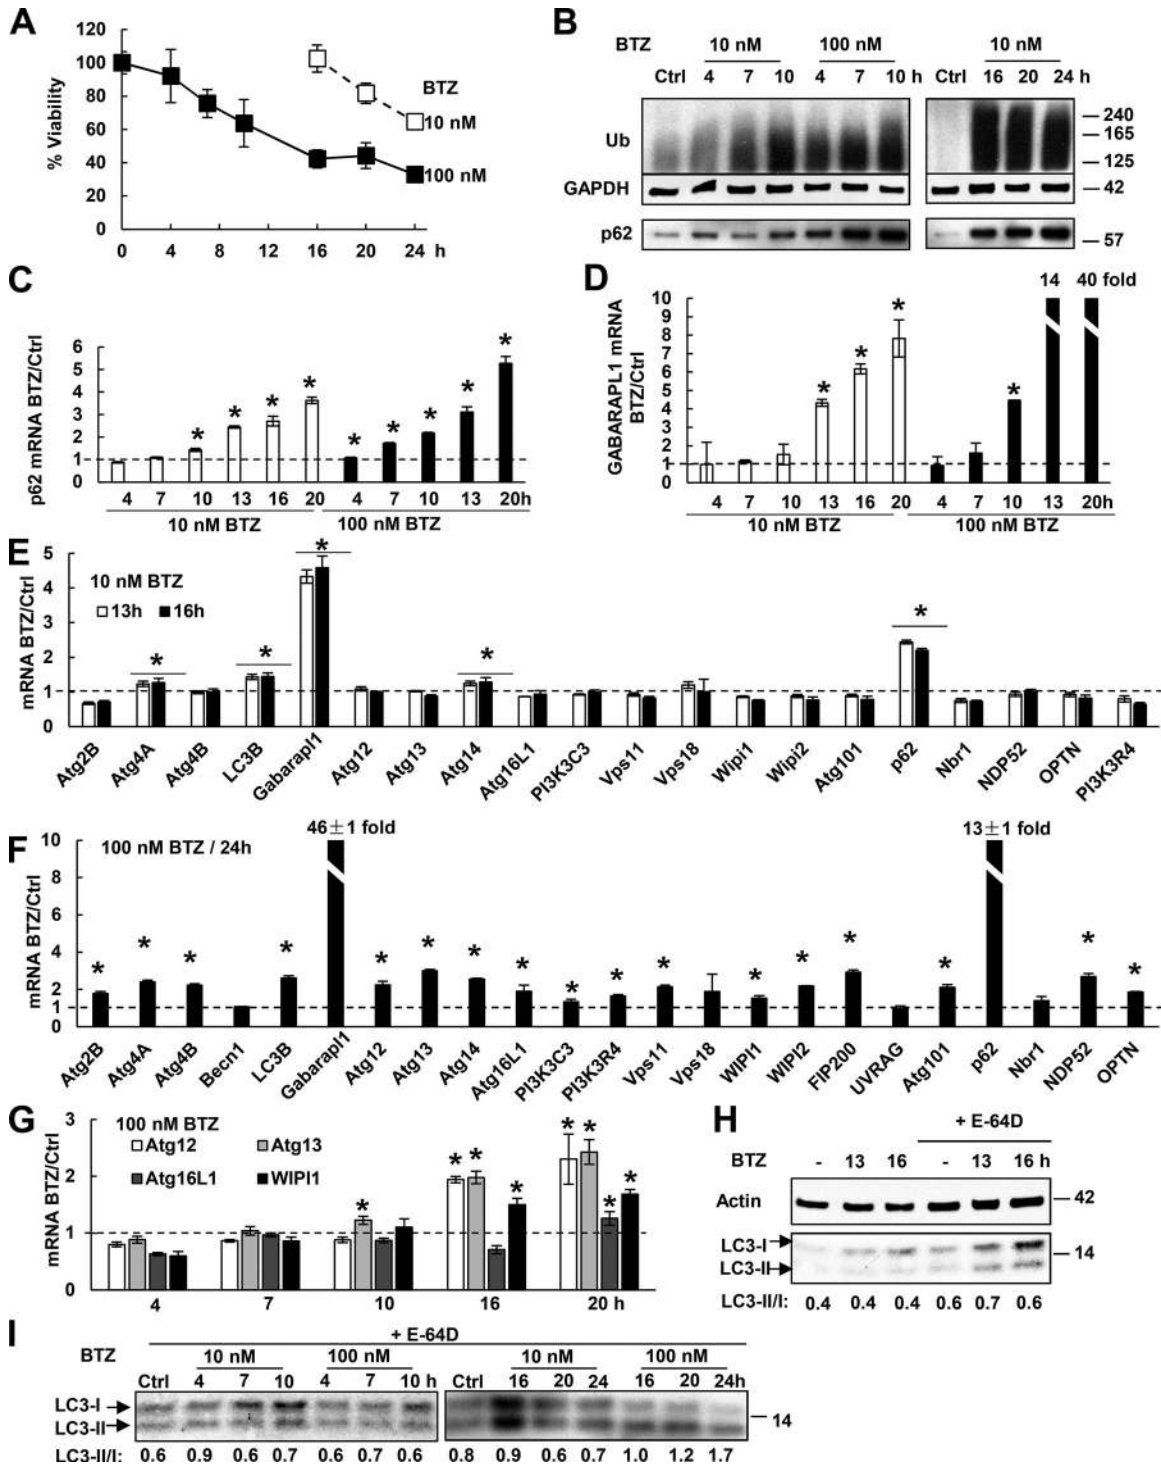 A
120
100
80
60
40
20
0
% Viability
BTZ
10 nM
100 nM
0 4 8 12 16 20 24 h
B
BTZ 10 nM 100 nM 10 nM
Ctrl 4 7 10 4 7 10 h Ctrl 16 20 24 h
Ub
240
165
125
GAPDH
42
p62
57
C
p62 mRNA BTZ/Ctrl
6
5
4
3
2
1
0
* * * * * * * * *
4 7 10 13 16 20 4 7 10 13 20h
10 nM BTZ 100 nM BTZ
D
GABARAPL1 mRNA
BTZ/Ctrl
14 40 fold
10
9
8
7
6
5
4
3
2
1
0
* * * *
4 7 10 13 16 20 4 7 10 13 20h
10 nM BTZ 100 nM BTZ
E
mRNA BTZ/Ctrl
5
4
3
2
1
0
10 nM BTZ
13h 16h
* * * * *
Atg2B Atg4A Atg4B LC3B Gabarapl1 Atg12 Atg13 Atg14 Atg16L1 PI3K3C3 Vps11 Vps18 Wipi1 Wipi2 Atg101 p62 Nbr1 NDP52 OPTN PI3K3R4
F
mRNA BTZ/Ctrl
100 nM BTZ / 24h
46±1 fold 13±1 fold
10
8
6
4
2
1
0
* * * * * * * * * * * * * * * * *
Atg2B Atg4A Atg4B Becn1 LC3B Gabarapl1 Atg12 Atg13 Atg14 Atg16L1 PI3K3C3 PI3K3R4 Vps11 Vps18 WIPI1 WIPI2 FIP200 UVRAG Atg101 p62 Nbr1 NDP52 OPTN
G
mRNA BTZ/Ctrl
3
2
1
0
100 nM BTZ
Atg12 Atg13
Atg16L1 WIPI1
* * * * * * * *
4 7 10 16 20 h
H
+ E-64D
BTZ - 13 16 - 13 16 h
Actin
42
LC3-I
14
LC3-II
LC3-II/I: 0.4 0.4 0.4 0.6 0.7 0.6
I
+ E-64D
BTZ 10 nM 100 nM 10 nM 100 nM
Ctrl 4 7 10 4 7 10 h Ctrl 16 20 24 16 20 24h
LC3-I
LC3-II
14
LC3-II/I: 0.6 0.9 0.6 0.7 0.6 0.7 0.6 0.8 0.9 0.6 0.7 1.0 1.2 1.7